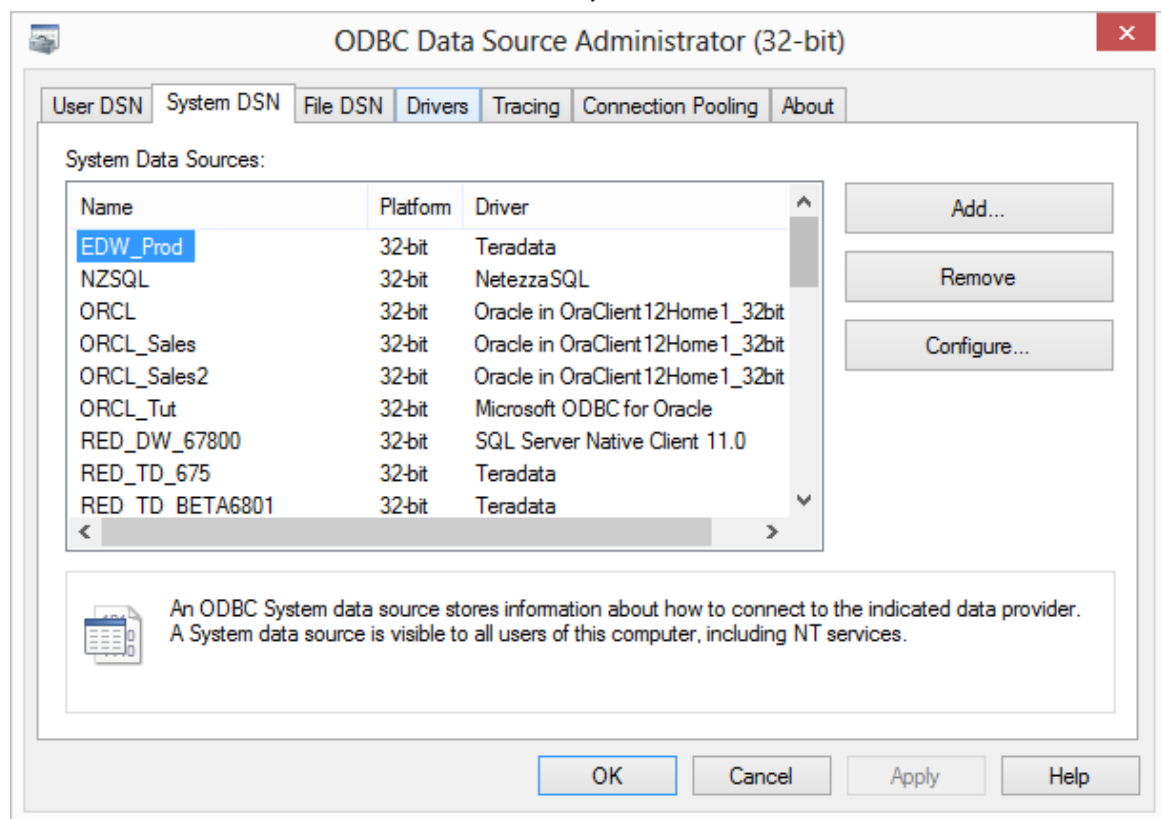 ODBC Data Source Administrator (32-bit)
User DSN System DSN File DSN Drivers Tracing Connection Pooling About
System Data Sources:
Name Platform Driver
EDW_Prod 32-bit Teradata
NZSQL 32-bit NetezzaSQL
ORCL 32-bit Oracle in OraClient12Home1_32bit
ORCL_Sales 32-bit Oracle in OraClient12Home1_32bit
ORCL_Sales2 32-bit Oracle in OraClient12Home1_32bit
ORCL_Tut 32-bit Microsoft ODBC for Oracle
RED_DW_67800 32-bit SQL Server Native Client 11.0
RED_TD_675 32-bit Teradata
RED_TD_BETA6801 32-bit Teradata
Add...
Remove
Configure...
An ODBC System data source stores information about how to connect to the indicated data provider.
A System data source is visible to all users of this computer, including NT services.
OK Cancel Apply Help